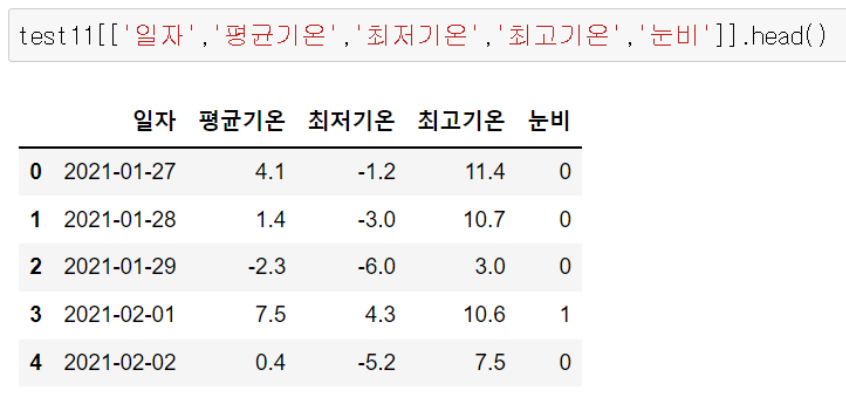 test11[['일자','평균기온','최저기온','최고기온','눈비']].head()
일자 평균기온 최저기온 최고기온 눈비
0 2021-01-27 4.1 -1.2 11.4 0
1 2021-01-28 1.4 -3.0 10.7 0
2 2021-01-29 -2.3 -6.0 3.0 0
3 2021-02-01 7.5 4.3 10.6 1
4 2021-02-02 0.4 -5.2 7.5 0